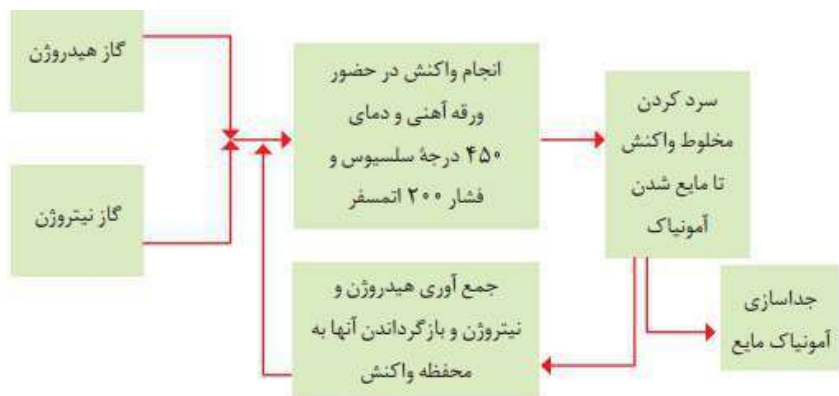 گاز هیدروژن
گاز نیتروژن
انجام واکنش در حضور
ورقه آهنی و دمای
۴۵۰ درجهٔ سلسیوس و
فشار ۲۰۰ اتمسفر
سرد کردن
مخلوط واکنش
تا مایع شدن
آمونیاک
جداسازی
آمونیاک مایع
جمع آوری هیدروژن و
نیتروژن و بازگرداندن آنها به
محفظه واکنش